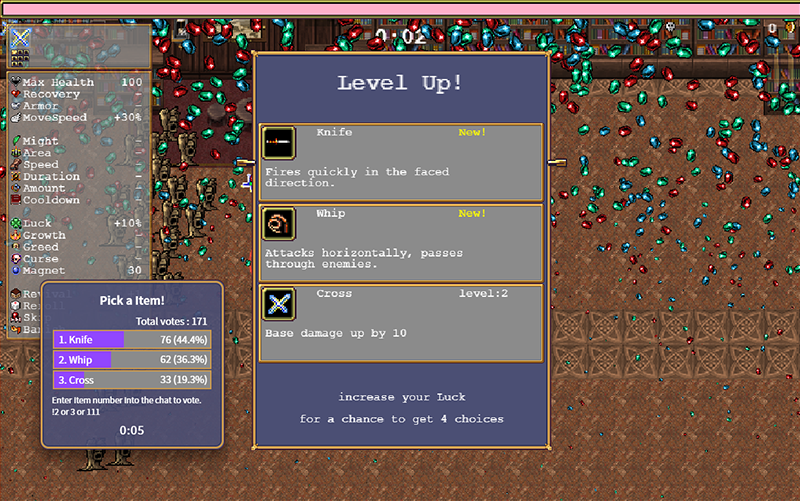 0:02
0
Max Health 100
Recovery -
Armor -
MoveSpeed +30%
Might -
Area -
Speed -
Duration -
Amount -
Cooldown -
Luck +10%
Growth -
Greed -
Curse -
Magnet 30
Revival
Level Up!
Knife New!
Fires quickly in the faced
direction.
Whip New!
Attacks horizontally, passes
through enemies.
Cross level:2
Base damage up by 10
increase your Luck
for a chance to get 4 choices
Pick a Item!
Total votes : 171
1. Knife 76 (44.4%)
2. Whip 62 (36.3%)
3. Cross 33 (19.3%)
Enter Item number into the chat to vote.
!2 or 3 or 111
0:05